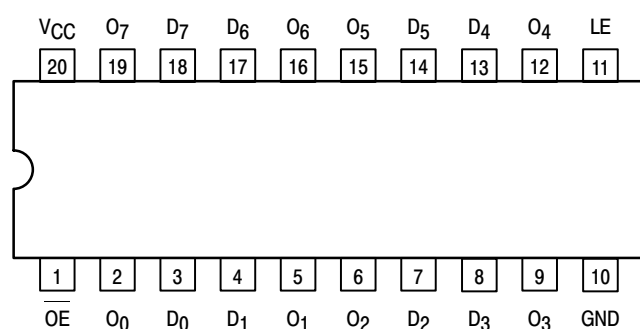 VCC O7 D7 D6 O6 O5 D5 D4 O4 LE
20 19 18 17 16 15 14 13 12 11
1 2 3 4 5 6 7 8 9 10
OE O0 D0 D1 O1 O2 D2 D3 O3 GND